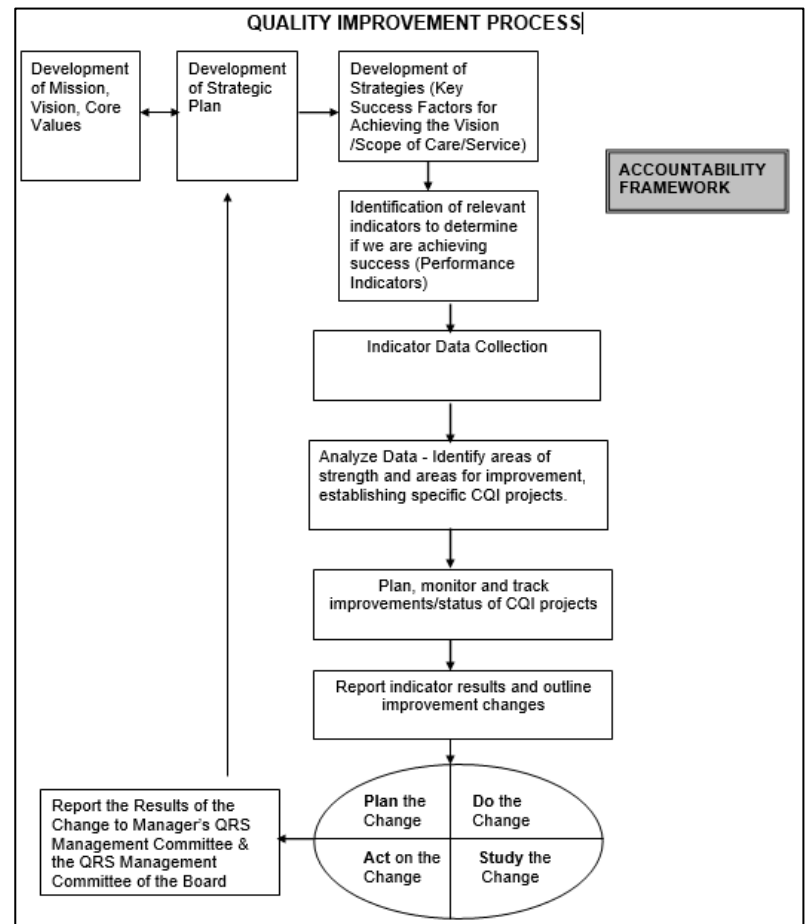 QUALITY IMPROVEMENT PROCESS
Development
of Mission,
Vision, Core
Values
Development
of Strategic
Plan
Development of
Strategies (Key
Success Factors for
Achieving the Vision
/Scope of Care/Service)
ACCOUNTABILITY
FRAMEWORK
Identification of relevant
indicators to determine
if we are achieving
success (Performance
Indicators)
Indicator Data Collection
Analyze Data - Identify areas of
strength and areas for improvement,
establishing specific CQI projects.
Plan, monitor and track
improvements/status of CQI projects
Report indicator results and outline
improvement changes
Plan the
Change
Do the
Change
Act on the
Change
Study the
Change
Report the Results of the
Change to Manager's QRS
Management Committee &
the QRS Management
Committee of the Board